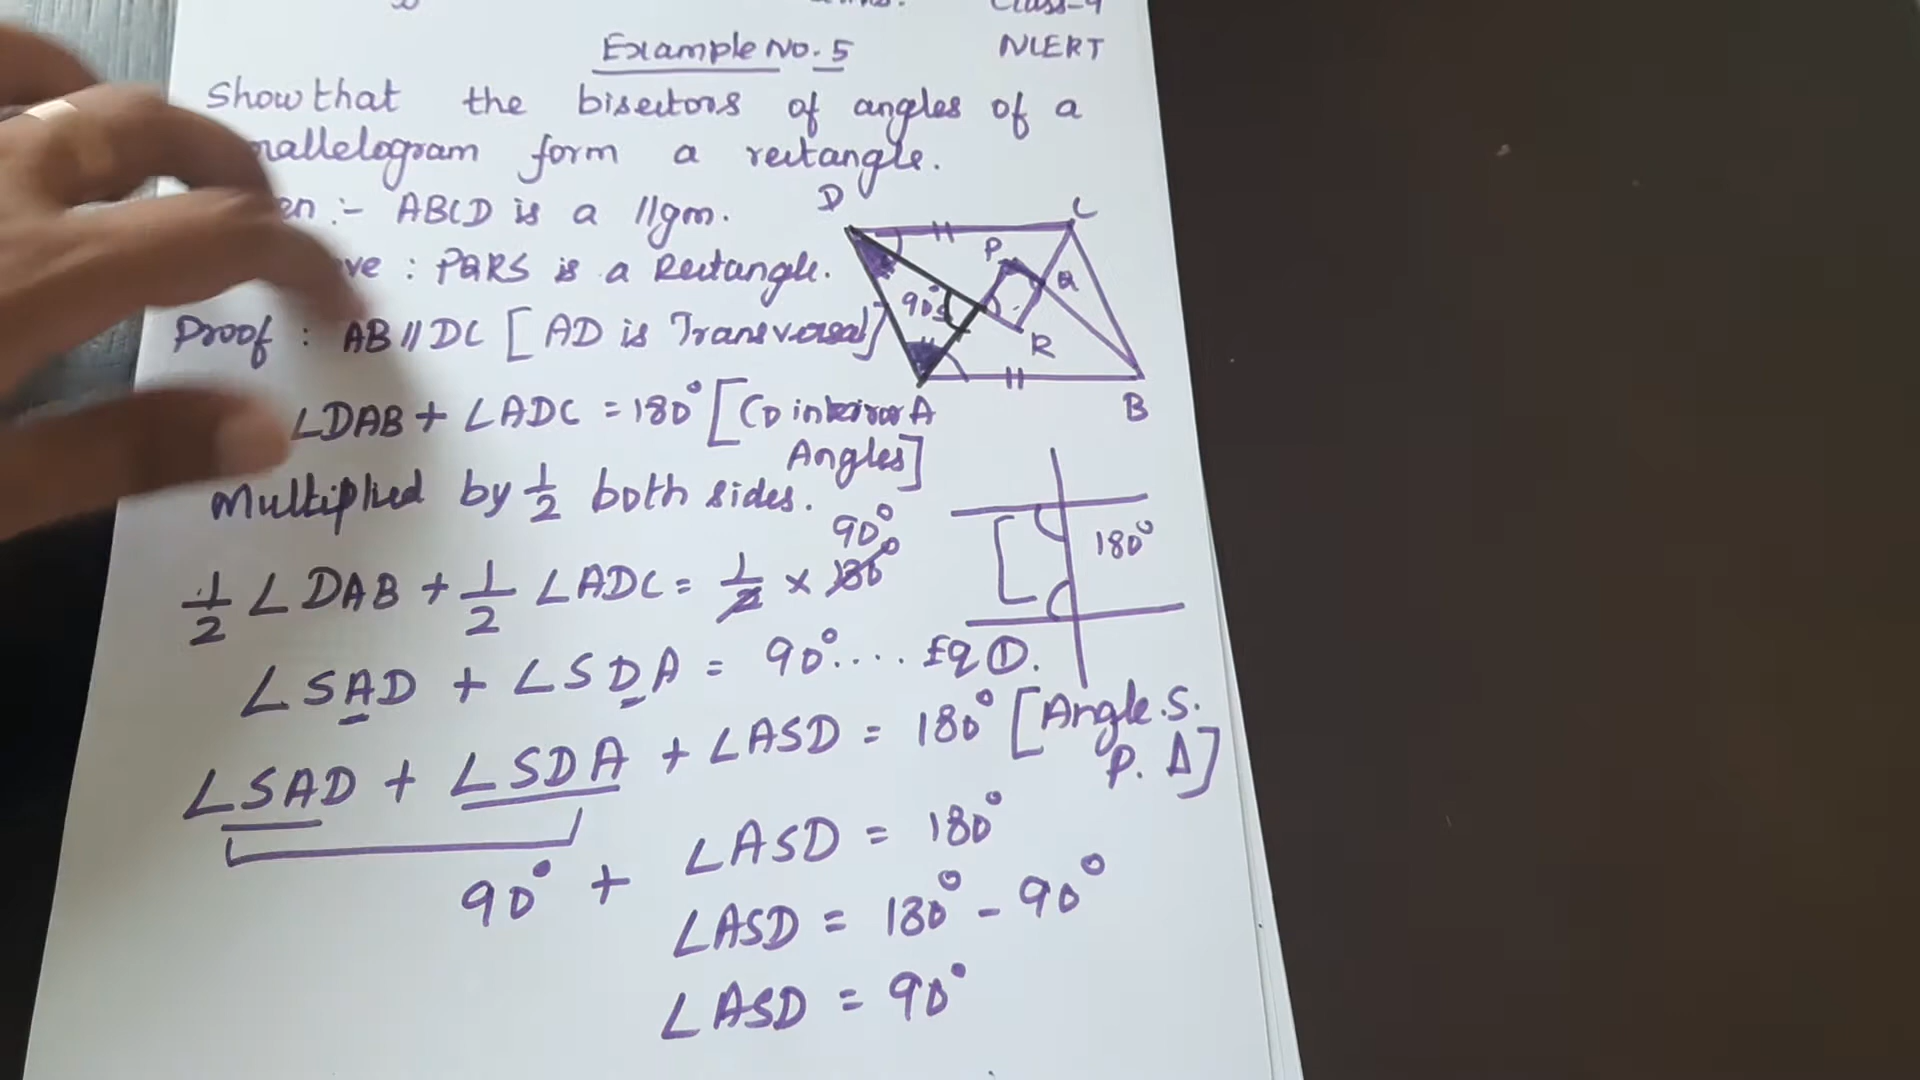 Class-9
Example No. 5
NCERT
Show that the bisectors of angles of a
rallelogram form a rectangle.
en :- ABCD is a //gm.
ve : PQRS is a Rectangle.
Proof : AB // DC [ AD is Transversal]
∠DAB + ∠ADC = 180° [Co interior
Angles]
Multiplied by 1/2 both sides.
90°
1/2 ∠DAB + 1/2 ∠ADC = 1/2 × 180°
∠SAD + ∠SDA = 90°.... Eq ①.
∠SAD + ∠SDA + ∠ASD = 180° [Angle.S.
P. Δ]
90° + ∠ASD = 180°
∠ASD = 180° - 90°
∠ASD = 90°
D
C
P
Q
90°
S
R
A
B
180°